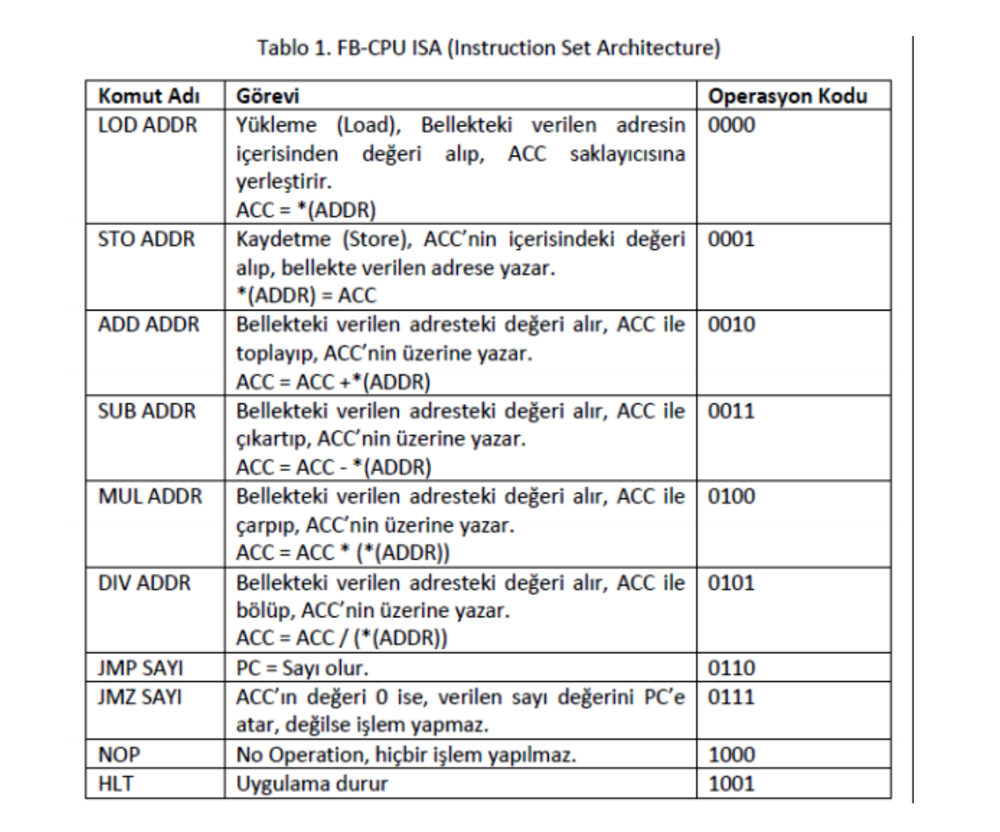 Tablo 1. FB-CPU ISA (Instruction Set Architecture)
Komut Adı Görevi Operasyon Kodu
LOD ADDR Yükleme (Load), Bellekteki verilen adresin 0000
içerisinden değeri alıp, ACC saklayıcısına
yerleştirir.
ACC = *(ADDR)
STO ADDR Kaydetme (Store), ACC’nin içerisindeki değeri 0001
alıp, bellekte verilen adrese yazar.
*(ADDR) = ACC
ADD ADDR Bellekteki verilen adresteki değeri alır, ACC ile 0010
toplayıp, ACC’nin üzerine yazar.
ACC = ACC +*(ADDR)
SUB ADDR Bellekteki verilen adresteki değeri alır, ACC ile 0011
çıkartıp, ACC’nin üzerine yazar.
ACC = ACC - *(ADDR)
MUL ADDR Bellekteki verilen adresteki değeri alır, ACC ile 0100
çarpıp, ACC’nin üzerine yazar.
ACC = ACC * (*(ADDR))
DIV ADDR Bellekteki verilen adresteki değeri alır, ACC ile 0101
bölüp, ACC’nin üzerine yazar.
ACC = ACC / (*(ADDR))
JMP SAYI PC = Sayı olur. 0110
JMZ SAYI ACC’ın değeri 0 ise, verilen sayı değerini PC’e 0111
atar, değilse işlem yapmaz.
NOP No Operation, hiçbir işlem yapılmaz. 1000
HLT Uygulama durur 1001